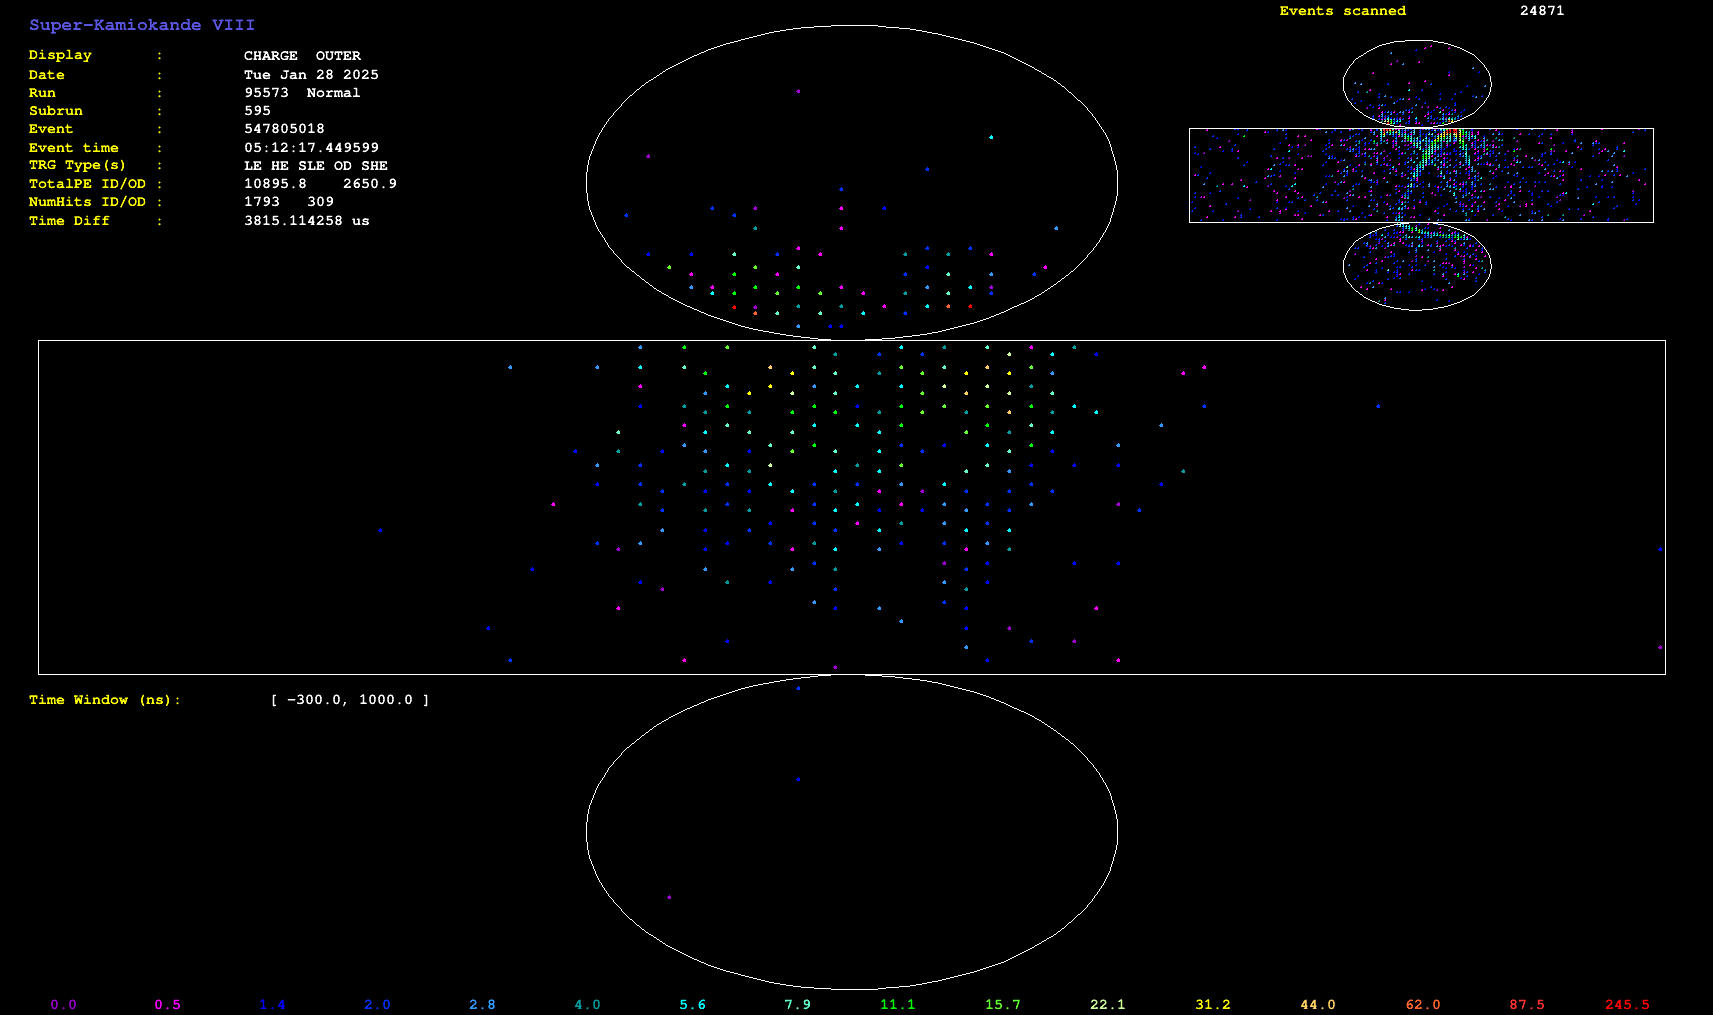 Super-Kamiokande VIII
Events scanned 24871
Display : CHARGE OUTER
Date : Tue Jan 28 2025
Run : 95573 Normal
Subrun : 595
Event : 547805018
Event time : 05:12:17.449599
TRG Type(s) : LE HE SLE OD SHE
TotalPE ID/OD : 10895.8 2650.9
NumHits ID/OD : 1793 309
Time Diff : 3815.114258 us
Time Window (ns): [ -300.0, 1000.0 ]
0.0 0.5 1.4 2.0 2.8 4.0 5.6 7.9 11.1 15.7 22.1 31.2 44.0 62.0 87.5 245.5